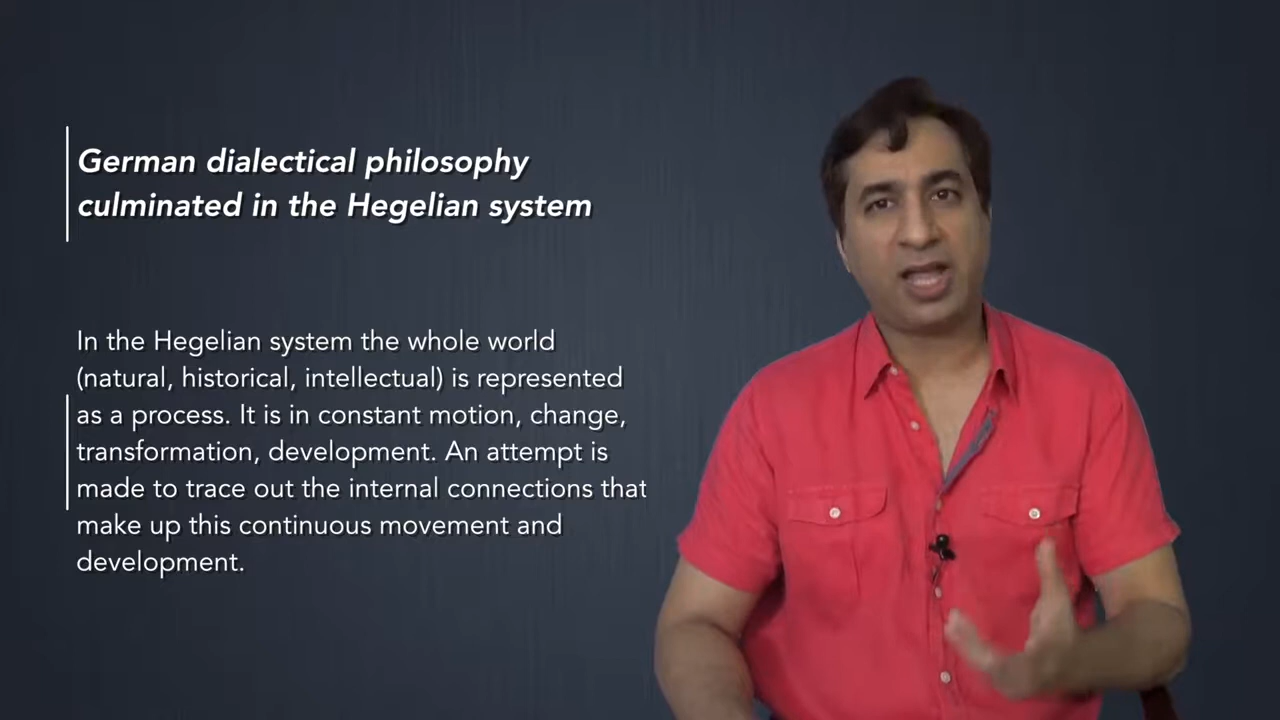 German dialectical philosophy
culminated in the Hegelian system
In the Hegelian system the whole world
(natural, historical, intellectual) is represented
as a process. It is in constant motion, change,
transformation, development. An attempt is
made to trace out the internal connections that
make up this continuous movement and
development.